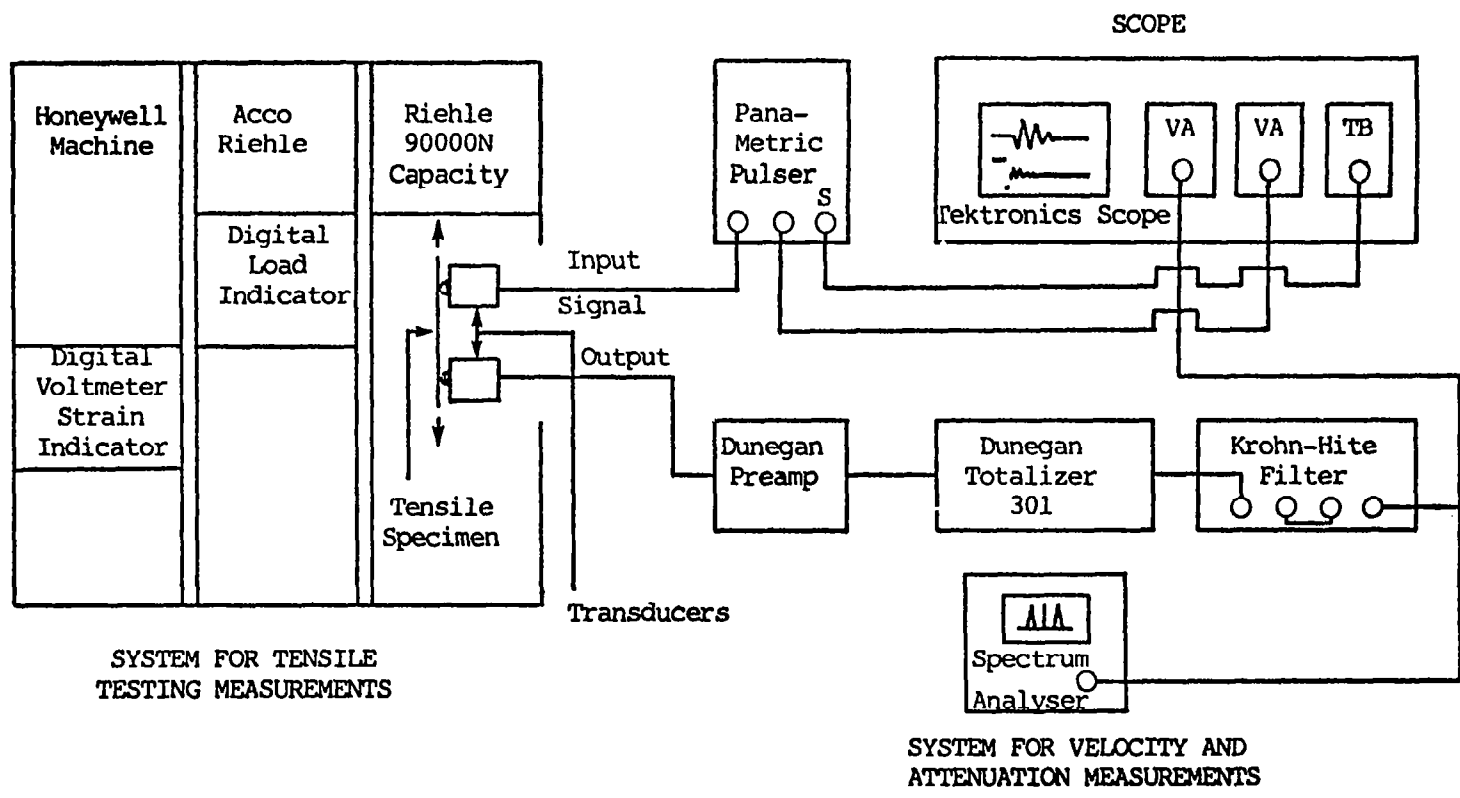 SCOPE
Honeywell
Machine
Acco
Riehle
Riehle
90000N
Capacity
Pana-
Metric
Pulser
S
VA
VA
TB
Tektronics Scope
Digital
Load
Indicator
Input
Signal
Digital
Voltmeter
Strain
Indicator
Output
Tensile
Specimen
Transducers
Dunegan
Preamp
Dunegan
Totalizer
301
Krohn-Hite
Filter
Spectrum
Analyser
SYSTEM FOR TENSILE
TESTING MEASUREMENTS
SYSTEM FOR VELOCITY AND
ATTENUATION MEASUREMENTS